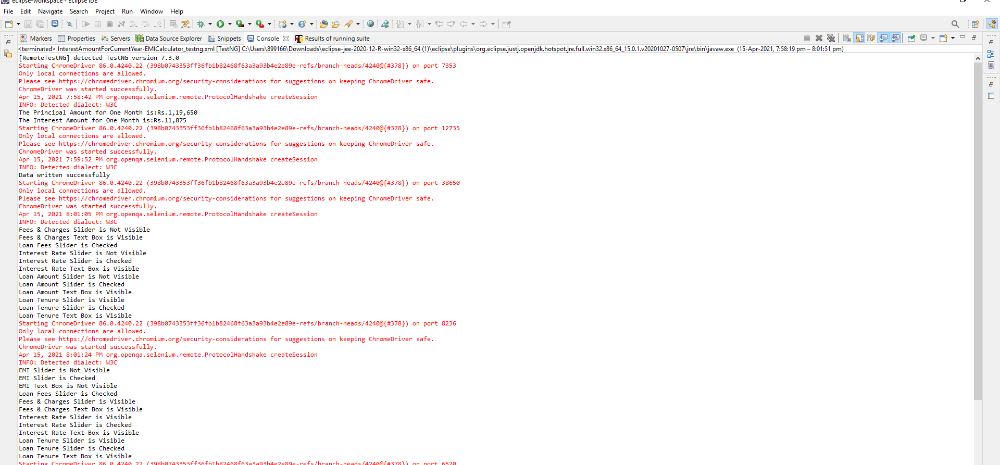 eclipse-workspace - Eclipse IDE
File Edit Navigate Search Project Run Window Help
Markers Properties Servers Data Source Explorer Snippets Console Results of running suite
<terminated> InterestAmountForCurrentYear-EMICalculator_testng.xml [TestNG] C:\Users\899166\Downloads\eclipse-jee-2020-12-R-win32-x86_64 (1)\eclipse\plugins\org.eclipse.justj.openjdk.hotspot.jre.full.win32.x86_64_15.0.1.v20201027-0507\jre\bin\javaw.exe (15-Apr-2021, 7:58:19 pm – 8:01:51 pm)
[RemoteTestNG] detected TestNG version 7.3.0
Starting ChromeDriver 86.0.4240.22 (398b0743353ff36fb1b82468f63a3a93b4e2e89e-refs/branch-heads/4240@{#378}) on port 7353
Only local connections are allowed.
Please see https://chromedriver.chromium.org/security-considerations for suggestions on keeping ChromeDriver safe.
ChromeDriver was started successfully.
Apr 15, 2021 7:58:42 PM org.openqa.selenium.remote.ProtocolHandshake createSession
INFO: Detected dialect: W3C
The Principal Amount for One Month is:Rs.1,19,650
The Interest Amount for One Month is:Rs.11,875
Starting ChromeDriver 86.0.4240.22 (398b0743353ff36fb1b82468f63a3a93b4e2e89e-refs/branch-heads/4240@{#378}) on port 12735
Only local connections are allowed.
Please see https://chromedriver.chromium.org/security-considerations for suggestions on keeping ChromeDriver safe.
ChromeDriver was started successfully.
Apr 15, 2021 7:59:52 PM org.openqa.selenium.remote.ProtocolHandshake createSession
INFO: Detected dialect: W3C
Data written successfully
Starting ChromeDriver 86.0.4240.22 (398b0743353ff36fb1b82468f63a3a93b4e2e89e-refs/branch-heads/4240@{#378}) on port 38650
Only local connections are allowed.
Please see https://chromedriver.chromium.org/security-considerations for suggestions on keeping ChromeDriver safe.
ChromeDriver was started successfully.
Apr 15, 2021 8:01:05 PM org.openqa.selenium.remote.ProtocolHandshake createSession
INFO: Detected dialect: W3C
Fees & Charges Slider is Not Visible
Fees & Charges Text Box is Visible
Loan Fees Slider is Checked
Interest Rate Slider is Not Visible
Interest Rate Slider is Checked
Interest Rate Text Box is Visible
Loan Amount Slider is Not Visible
Loan Amount Slider is Checked
Loan Amount Text Box is Visible
Loan Tenure Slider is Visible
Loan Tenure Slider is Checked
Loan Tenure Text Box is Visible
Starting ChromeDriver 86.0.4240.22 (398b0743353ff36fb1b82468f63a3a93b4e2e89e-refs/branch-heads/4240@{#378}) on port 8236
Only local connections are allowed.
Please see https://chromedriver.chromium.org/security-considerations for suggestions on keeping ChromeDriver safe.
ChromeDriver was started successfully.
Apr 15, 2021 8:01:24 PM org.openqa.selenium.remote.ProtocolHandshake createSession
INFO: Detected dialect: W3C
EMI Slider is Not Visible
EMI Slider is Checked
EMI Text Box is Not Visible
Loan Fees Slider is Checked
Fees & Charges Slider is Visible
Fees & Charges Text Box is Visible
Interest Rate Slider is Visible
Interest Rate Slider is Checked
Interest Rate Text Box is Visible
Loan Tenure Slider is Visible
Loan Tenure Slider is Checked
Loan Tenure Text Box is Visible
Starting ChromeDriver 86.0.4240.22 (398b0743353ff36fb1b82468f63a3a93b4e2e89e-refs/branch-heads/4240@{#378}) on port 6520